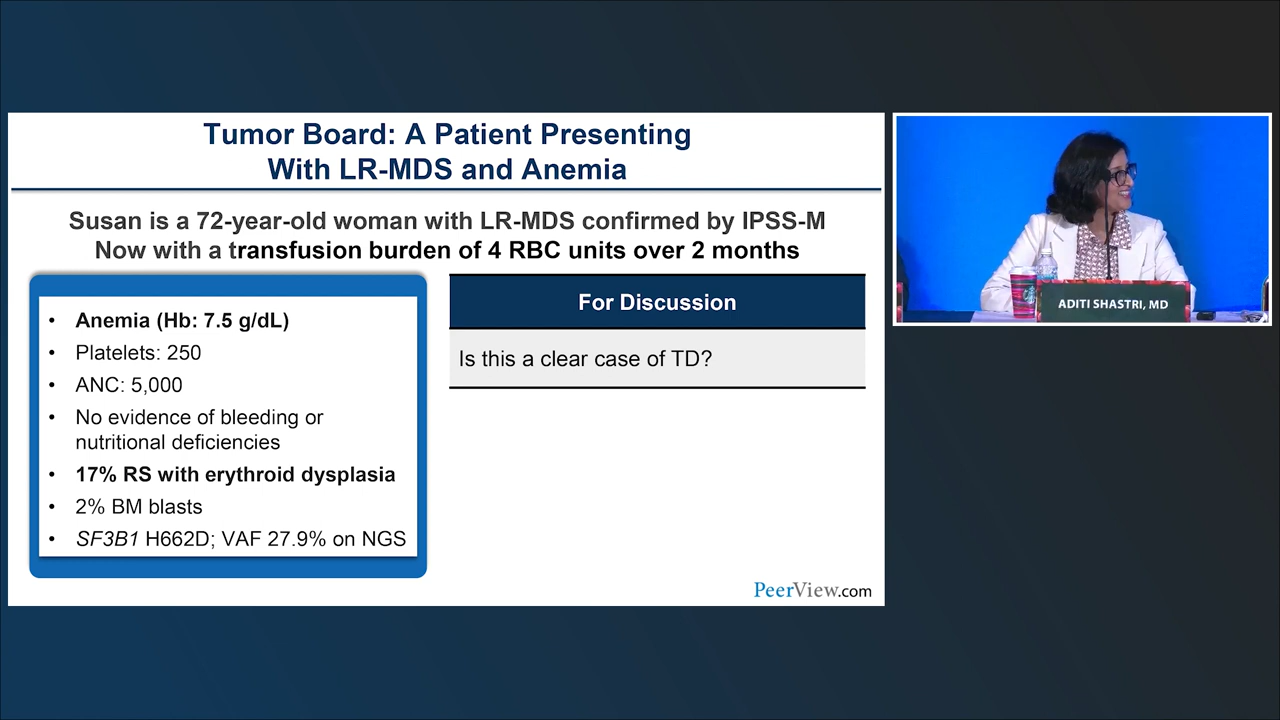 Tumor Board: A Patient Presenting
With LR-MDS and Anemia
Susan is a 72-year-old woman with LR-MDS confirmed by IPSS-M
Now with a transfusion burden of 4 RBC units over 2 months
• Anemia (Hb: 7.5 g/dL)
• Platelets: 250
• ANC: 5,000
• No evidence of bleeding or
nutritional deficiencies
• 17% RS with erythroid dysplasia
• 2% BM blasts
• SF3B1 H662D; VAF 27.9% on NGS
For Discussion
Is this a clear case of TD?
PeerView.com
ADITI SHASTRI, MD